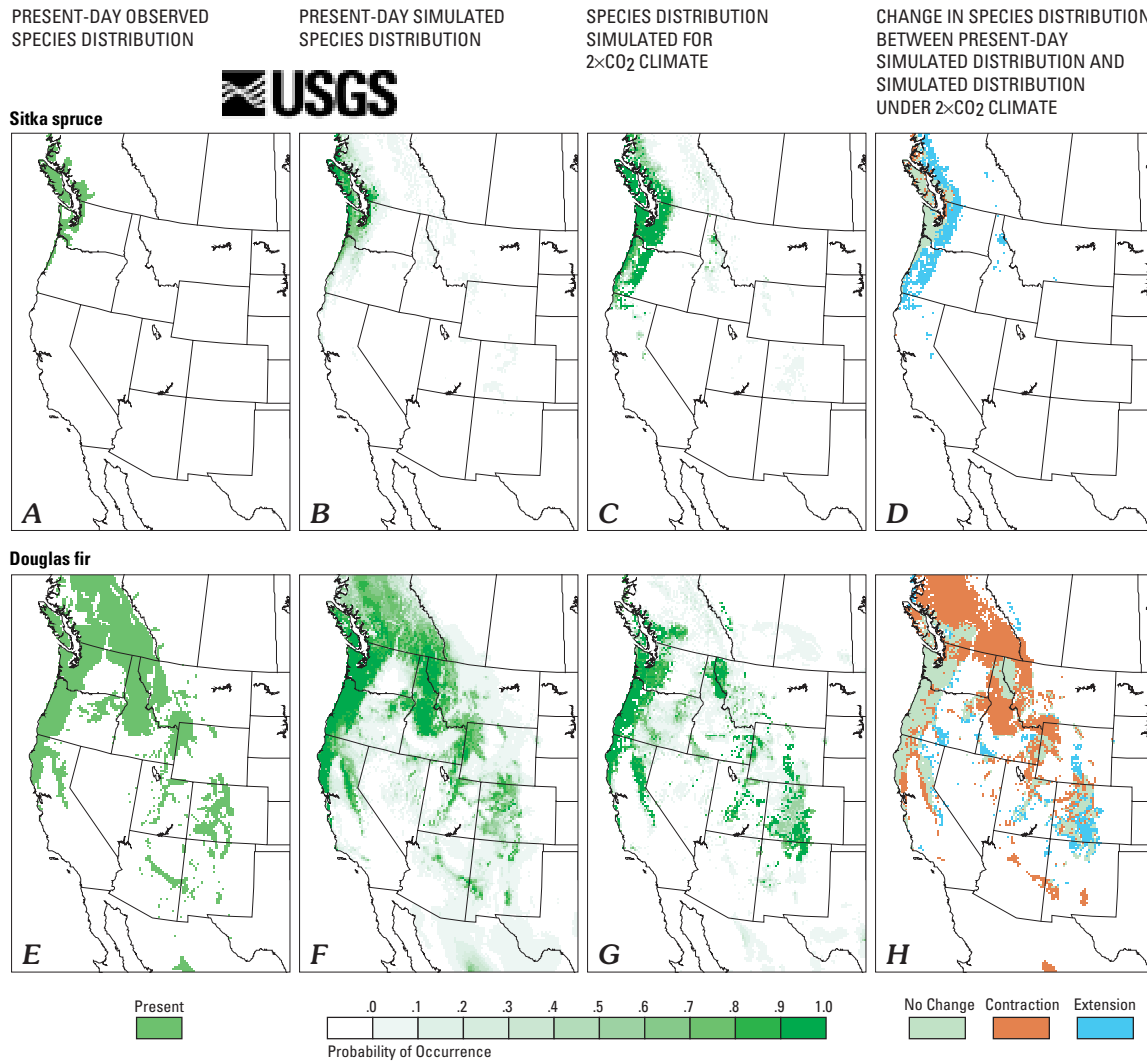 PRESENT-DAY OBSERVED
SPECIES DISTRIBUTION
PRESENT-DAY SIMULATED
SPECIES DISTRIBUTION
SPECIES DISTRIBUTION
SIMULATED FOR
2×CO2 CLIMATE
CHANGE IN SPECIES DISTRIBUTION
BETWEEN PRESENT-DAY
SIMULATED DISTRIBUTION AND
SIMULATED DISTRIBUTION
UNDER 2×CO2 CLIMATE
USGS
Sitka spruce
A
B
C
D
Douglas fir
E
F
G
H
Present
.0 .1 .2 .3 .4 .5 .6 .7 .8 .9 1.0
Probability of Occurrence
No Change Contraction Extension